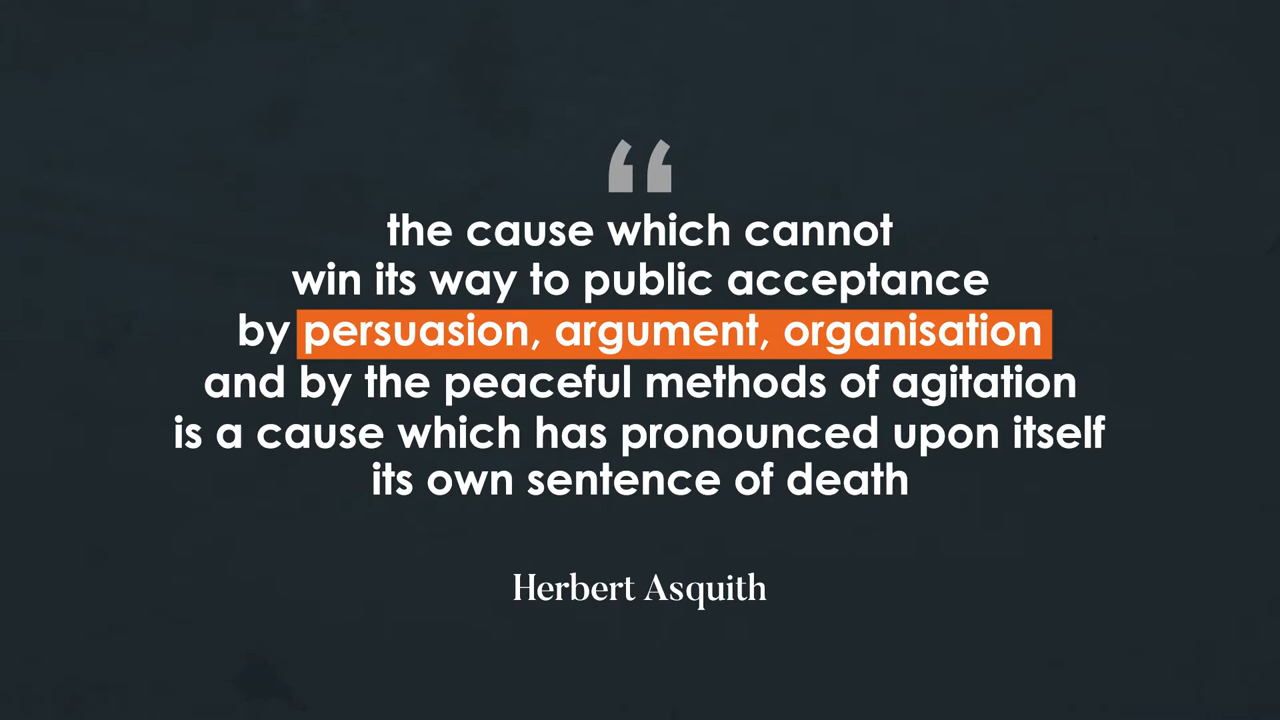 “
the cause which cannot
win its way to public acceptance
by persuasion, argument, organisation
and by the peaceful methods of agitation
is a cause which has pronounced upon itself
its own sentence of death
Herbert Asquith